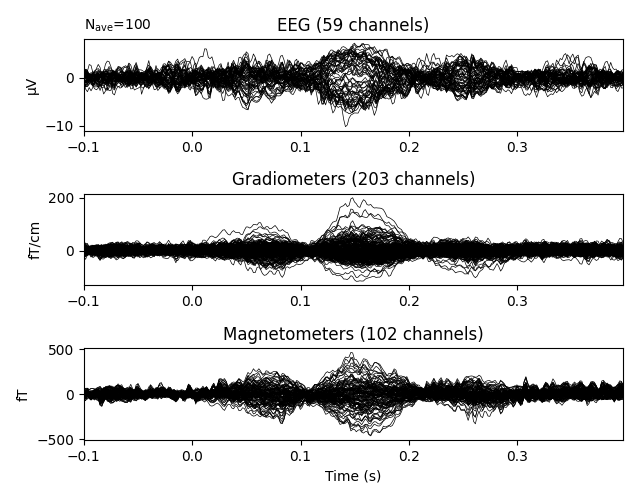 Nave=100
EEG (59 channels)
µV
0
−10
−0.1 0.0 0.1 0.2 0.3
Gradiometers (203 channels)
fT/cm
200
0
−0.1 0.0 0.1 0.2 0.3
Magnetometers (102 channels)
fT
500
0
−500
−0.1 0.0 0.1 0.2 0.3
Time (s)